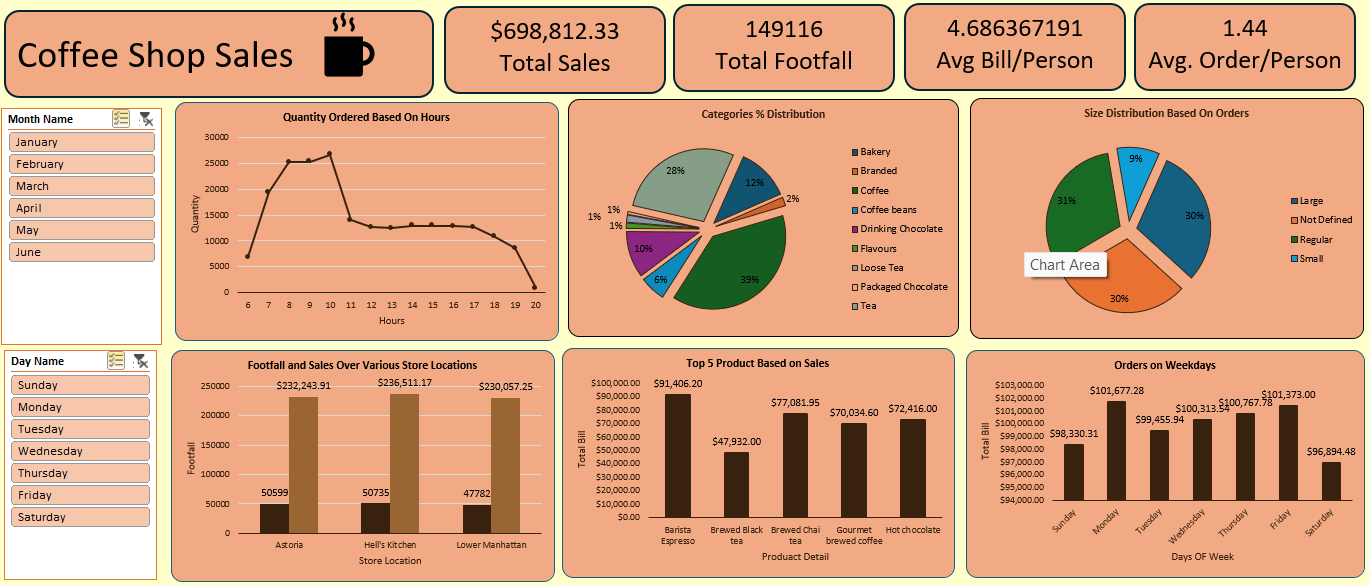 Coffee Shop Sales
$698,812.33
Total Sales
149116
Total Footfall
4.686367191
Avg Bill/Person
1.44
Avg. Order/Person
Month Name
January
February
March
April
May
June
Quantity Ordered Based On Hours
30000
25000
20000
15000
10000
5000
0
Quantity
6 7 8 9 10 11 12 13 14 15 16 17 18 19 20
Hours
Categories % Distribution
28%
12%
2%
39%
6%
10%
1%
1%
1%
Bakery
Branded
Coffee
Coffee beans
Drinking Chocolate
Flavours
Loose Tea
Packaged Chocolate
Tea
Size Distribution Based On Orders
9%
30%
30%
31%
Chart Area
Large
Not Defined
Regular
Small
Day Name
Sunday
Monday
Tuesday
Wednesday
Thursday
Friday
Saturday
Footfall and Sales Over Various Store Locations
250000
200000
150000
100000
50000
0
Footfall
$232,243.91
$236,511.17
$230,057.25
50599
50735
47782
Astoria
Hell's Kitchen
Lower Manhattan
Store Location
Top 5 Product Based on Sales
$100,000.00
$90,000.00
$80,000.00
$70,000.00
$60,000.00
$50,000.00
$40,000.00
$30,000.00
$20,000.00
$10,000.00
$0.00
Total Bill
$91,406.20
$47,932.00
$77,081.95
$70,034.60
$72,416.00
Barista
Espresso
Brewed Black
tea
Brewed Chai
tea
Gourmet
brewed coffee
Hot chocolate
Produact Detail
Orders on Weekdays
$103,000.00
$102,000.00
$101,000.00
$100,000.00
$99,000.00
$98,000.00
$97,000.00
$96,000.00
$95,000.00
$94,000.00
Total Bill
$98,330.31
$101,677.28
$99,455.94
$100,313.54
$100,767.78
$101,373.00
$96,894.48
Sunday
Monday
Tuesday
Wednesday
Thursday
Friday
Saturday
Days OF Week